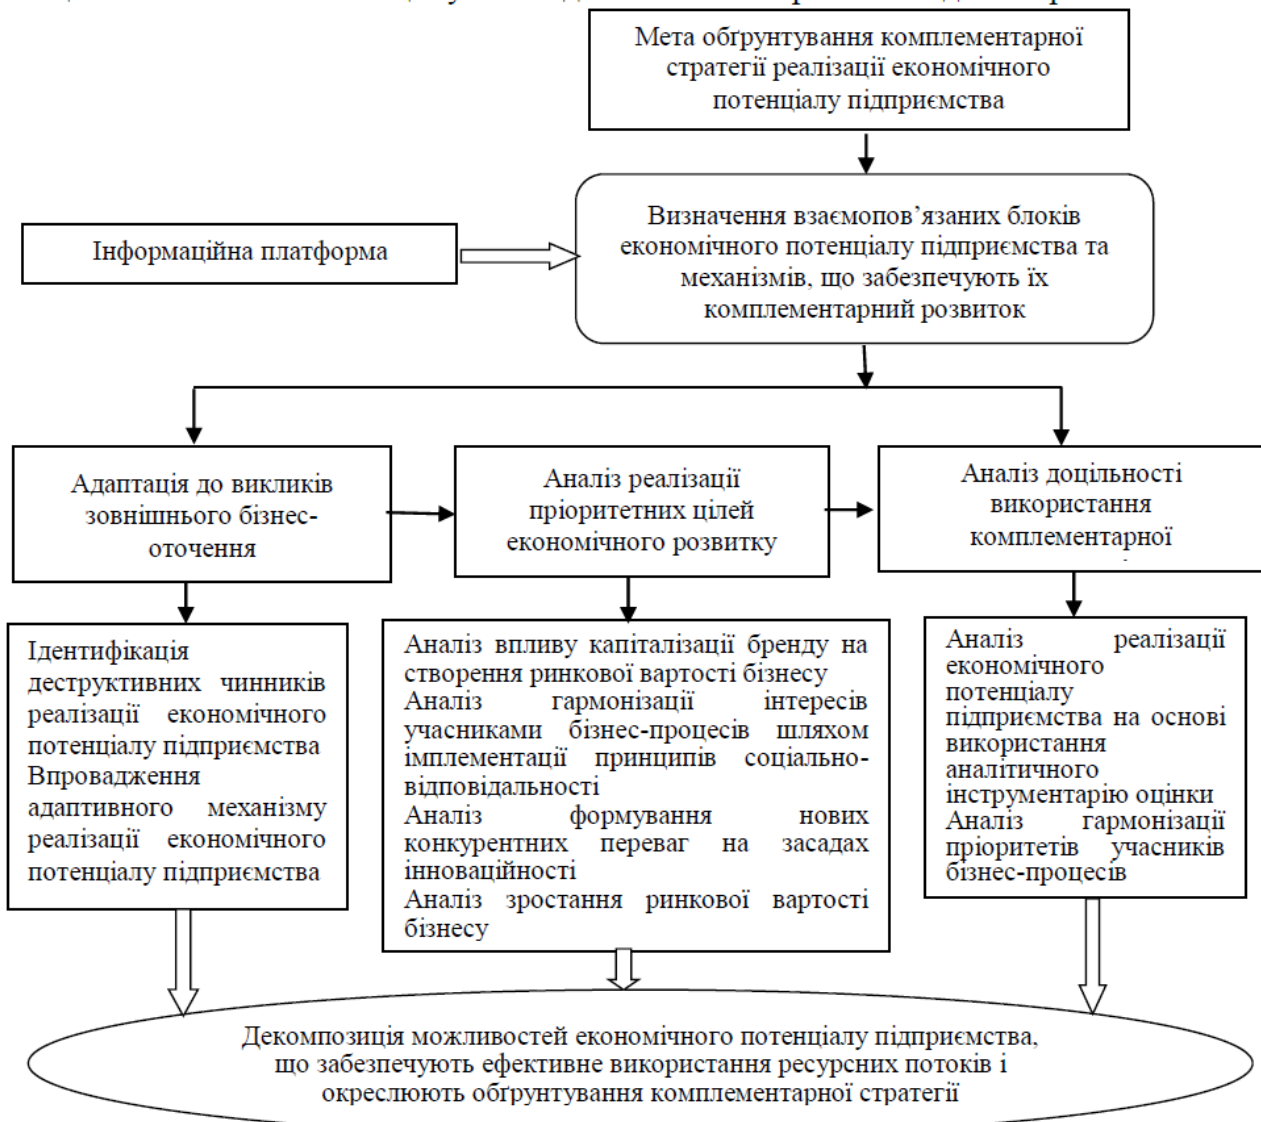 Мета обґрунтування комплементарної
стратегії реалізації економічного
потенціалу підприємства
Інформаційна платформа
Визначення взаємопов’язаних блоків
економічного потенціалу підприємства та
механізмів, що забезпечують їх
комплементарний розвиток
Адаптація до викликів
зовнішнього бізнес-
оточення
Аналіз реалізації
пріоритетних цілей
економічного розвитку
Аналіз доцільності
використання
комплементарної
Ідентифікація
деструктивних чинників
реалізації економічного
потенціалу підприємства
Впровадження
адаптивного механізму
реалізації економічного
потенціалу підприємства
Аналіз впливу капіталізації бренду на
створення ринкової вартості бізнесу
Аналіз гармонізації інтересів
учасниками бізнес-процесів шляхом
імплементації принципів соціально-
відповідальності
Аналіз формування нових
конкурентних переваг на засадах
інноваційності
Аналіз зростання ринкової вартості
бізнесу
Аналіз реалізації
економічного
потенціалу
підприємства на основі
використання
аналітичного
інструментарію оцінки
Аналіз гармонізації
пріоритетів учасників
бізнес-процесів
Декомпозиція можливостей економічного потенціалу підприємства,
що забезпечують ефективне використання ресурсних потоків і
окреслюють обґрунтування комплементарної стратегії